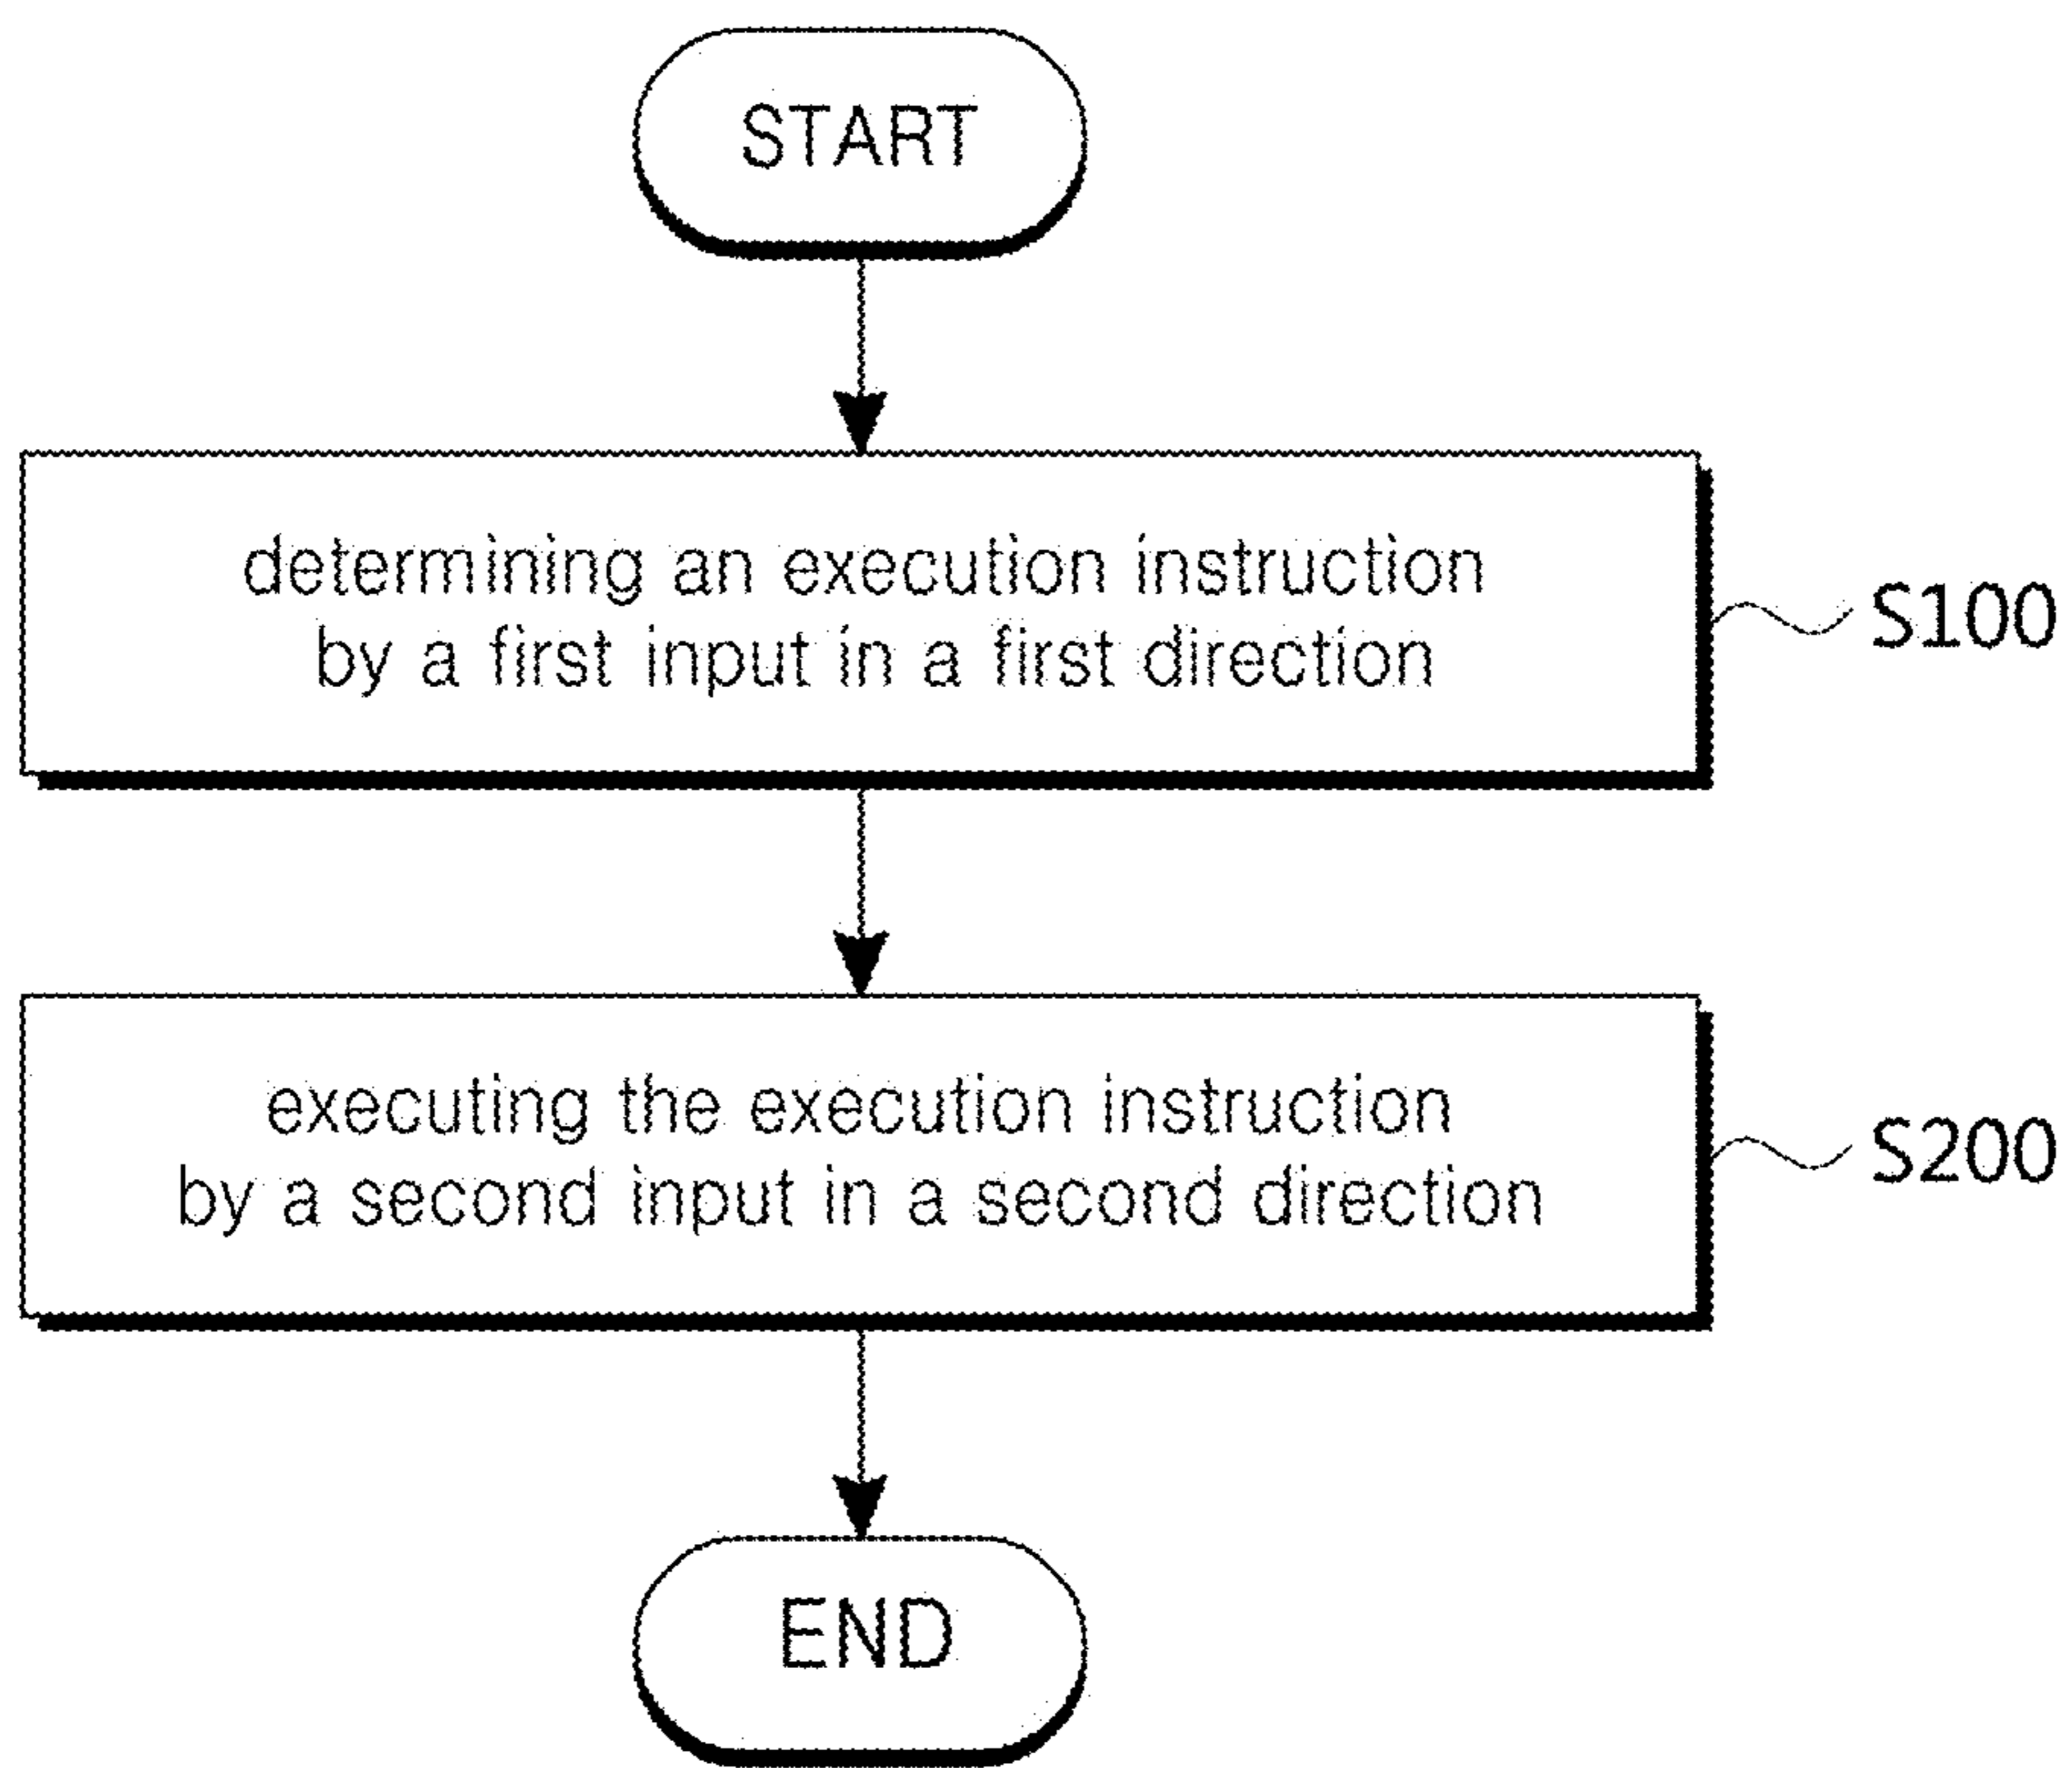 START
determining an execution instruction
by a first input in a first direction
S100
executing the execution instruction
by a second input in a second direction
S200
END